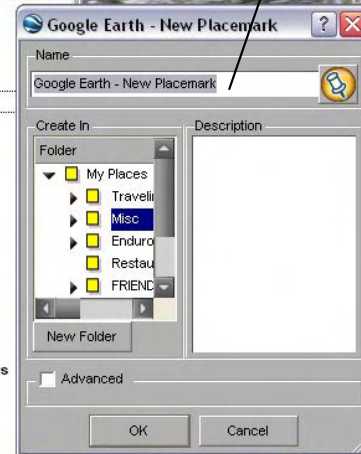 Google Earth - New Placemark
Name
Google Earth - New Placemark
Create In
Description
Folder
My Places
Travelin
Misc
Enduro
Restau
FRIEND
New Folder
s
Advanced
OK
Cancel